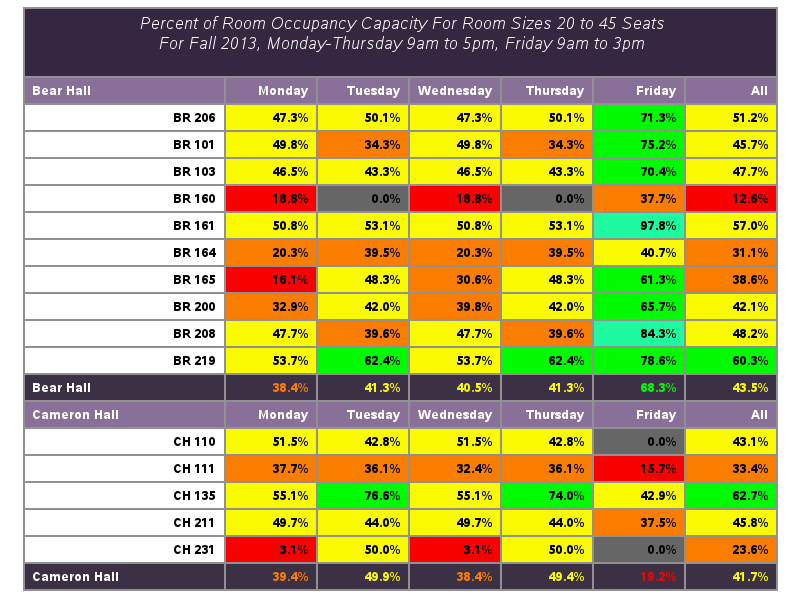 Percent of Room Occupancy Capacity For Room Sizes 20 to 45 Seats
For Fall 2013, Monday-Thursday 9am to 5pm, Friday 9am to 3pm
Bear Hall Monday Tuesday Wednesday Thursday Friday All
BR 206 47.3% 50.1% 47.3% 50.1% 71.3% 51.2%
BR 101 49.8% 34.3% 49.8% 34.3% 75.2% 45.7%
BR 103 46.5% 43.3% 46.5% 43.3% 70.4% 47.7%
BR 160 18.8% 0.0% 18.8% 0.0% 37.7% 12.6%
BR 161 50.8% 53.1% 50.8% 53.1% 97.8% 57.0%
BR 164 20.3% 39.5% 20.3% 39.5% 40.7% 31.1%
BR 165 16.1% 48.3% 30.6% 48.3% 61.3% 38.6%
BR 200 32.9% 42.0% 39.8% 42.0% 65.7% 42.1%
BR 208 47.7% 39.6% 47.7% 39.6% 84.3% 48.2%
BR 219 53.7% 62.4% 53.7% 62.4% 78.6% 60.3%
Bear Hall 38.4% 41.3% 40.5% 41.3% 68.3% 43.5%
Cameron Hall Monday Tuesday Wednesday Thursday Friday All
CH 110 51.5% 42.8% 51.5% 42.8% 0.0% 43.1%
CH 111 37.7% 36.1% 32.4% 36.1% 15.7% 33.4%
CH 135 55.1% 76.6% 55.1% 74.0% 42.9% 62.7%
CH 211 49.7% 44.0% 49.7% 44.0% 37.5% 45.8%
CH 231 3.1% 50.0% 3.1% 50.0% 0.0% 23.6%
Cameron Hall 39.4% 49.9% 38.4% 49.4% 19.2% 41.7%